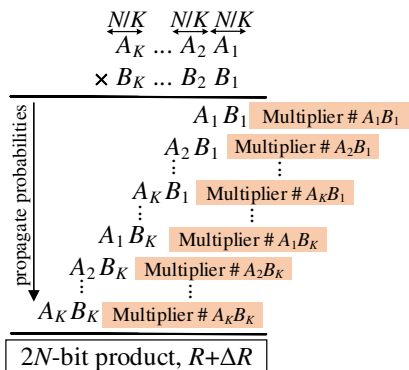 N/K N/K N/K
A_K ... A_2 A_1
× B_K ... B_2 B_1
propagate probabilities
A_1 B_1 Multiplier # A_1B_1
A_2 B_1 Multiplier # A_2B_1
⋮ ⋮
A_K B_1 Multiplier # A_KB_1
⋮ ⋮
A_1 B_K Multiplier # A_1B_K
A_2 B_K Multiplier # A_2B_K
⋮ ⋮
A_K B_K Multiplier # A_KB_K
2N-bit product, R+ΔR